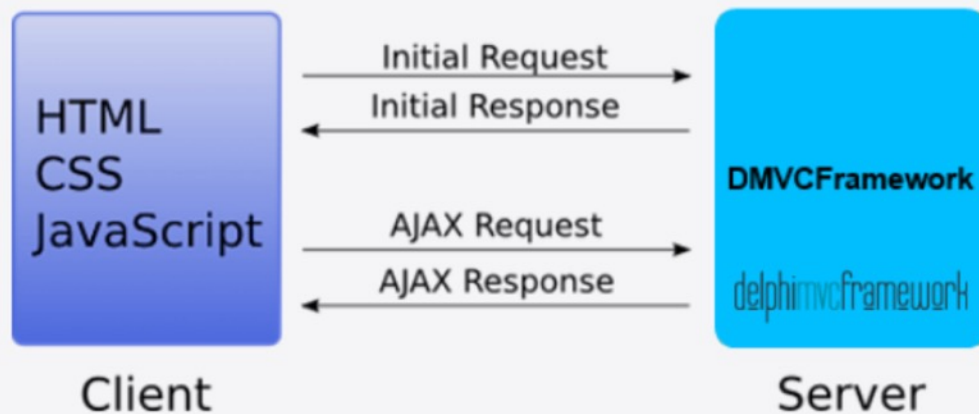 HTML
CSS
JavaScript
Initial Request
Initial Response
AJAX Request
AJAX Response
DMVCFramework
delphimvcframework
Client
Server